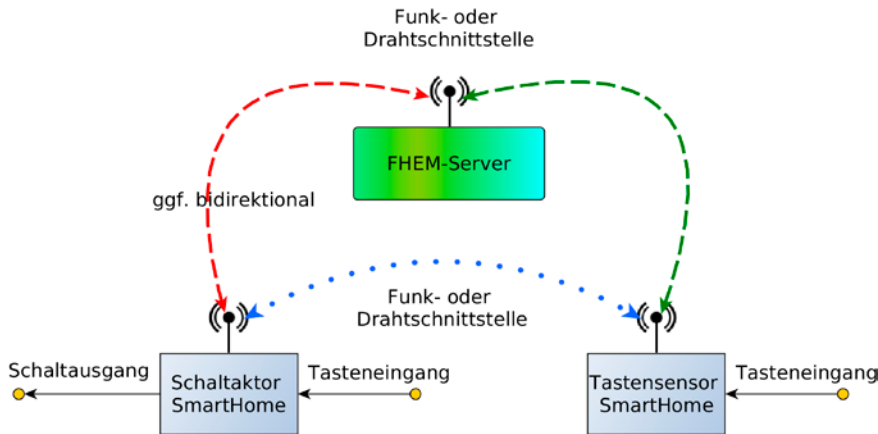 Funk- oder
Drahtschnittstelle
FHEM-Server
ggf. bidirektional
Funk- oder
Drahtschnittstelle
Schaltausgang
Schaltaktor
SmartHome
Tasteneingang
Tastensensor
SmartHome
Tasteneingang